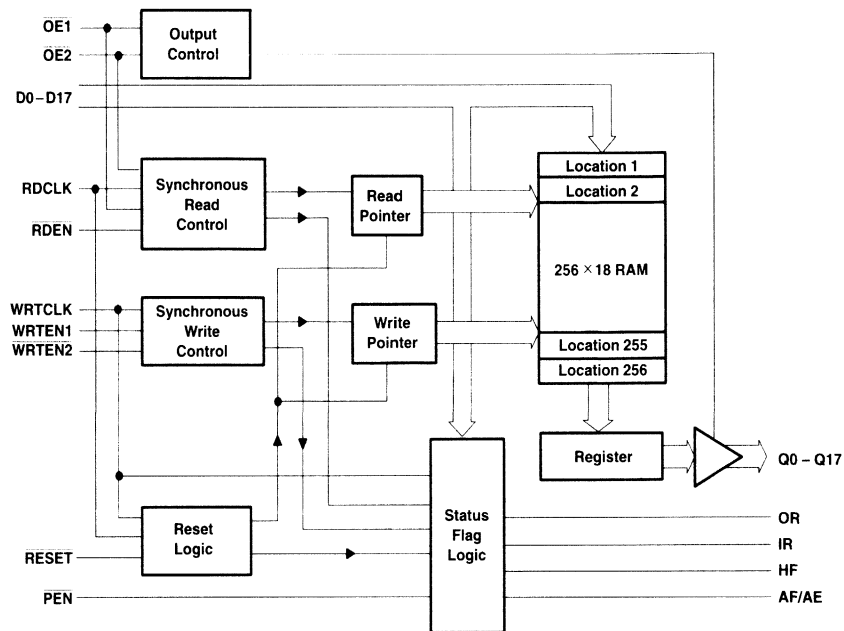 OE1
OE2
Output
Control
D0–D17
RDCLK
RDEN
Synchronous
Read
Control
Read
Pointer
Location 1
Location 2
256 × 18 RAM
Location 255
Location 256
WRTCLK
WRTEN1
WRTEN2
Synchronous
Write
Control
Write
Pointer
Register
Q0 – Q17
Reset
Logic
RESET
PEN
Status
Flag
Logic
OR
IR
HF
AF/AE